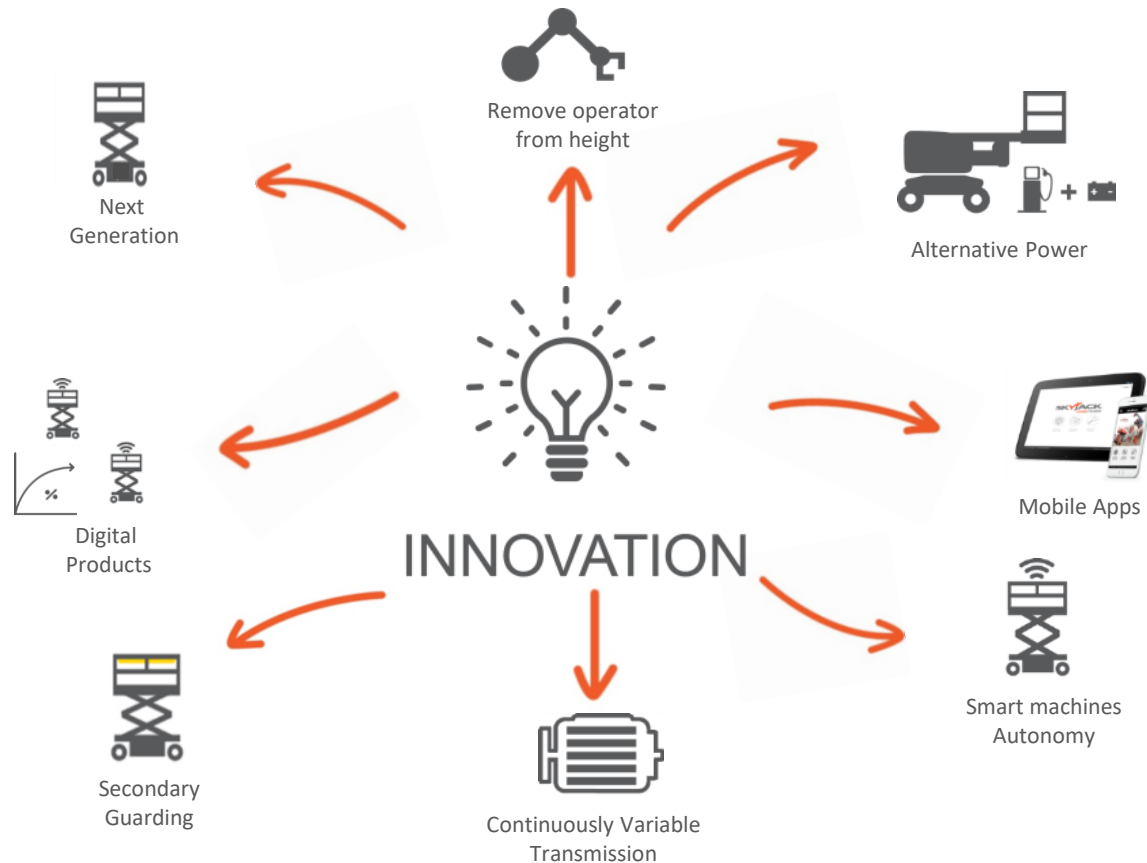 Remove operator
from height
Next
Generation
Alternative Power
SKYJACK
Mobile Apps
%
Digital
Products
INNOVATION
Smart machines
Autonomy
Secondary
Guarding
Continuously Variable
Transmission